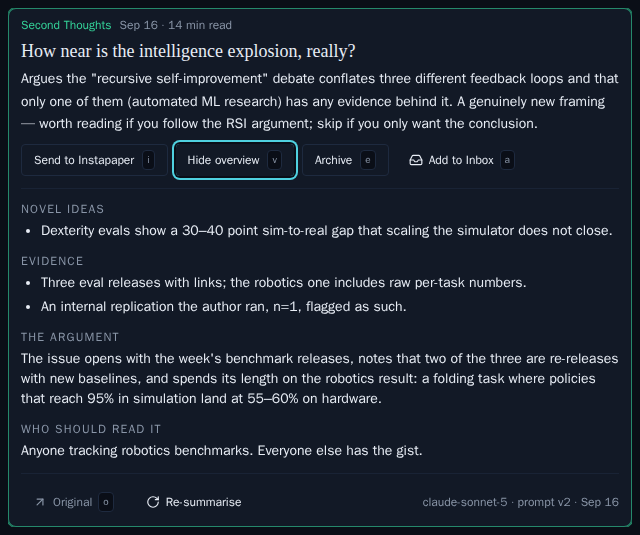 Second Thoughts Sep 16 · 14 min read
How near is the intelligence explosion, really?
Argues the "recursive self-improvement" debate conflates three different feedback loops and that
only one of them (automated ML research) has any evidence behind it. A genuinely new framing
— worth reading if you follow the RSI argument; skip if you only want the conclusion.
Send to Instapaper i Hide overview v Archive e Add to Inbox a
NOVEL IDEAS
• Dexterity evals show a 30–40 point sim-to-real gap that scaling the simulator does not close.
EVIDENCE
• Three eval releases with links; the robotics one includes raw per-task numbers.
• An internal replication the author ran, n=1, flagged as such.
THE ARGUMENT
The issue opens with the week's benchmark releases, notes that two of the three are re-releases
with new baselines, and spends its length on the robotics result: a folding task where policies
that reach 95% in simulation land at 55–60% on hardware.
WHO SHOULD READ IT
Anyone tracking robotics benchmarks. Everyone else has the gist.
Original o Re-summarise claude-sonnet-5 · prompt v2 · Sep 16